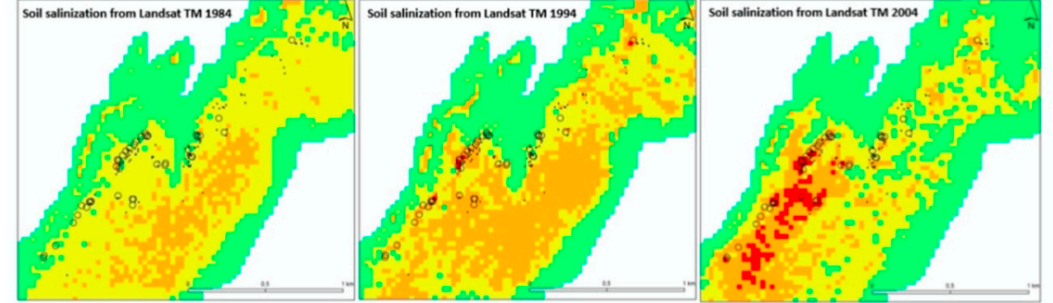 Soil salinization from Landsat TM 1984
N
0.5
1 km
Soil salinization from Landsat TM 1994
N
0.5
1 km
Soil salinization from Landsat TM 2004
N
0.5
1 km